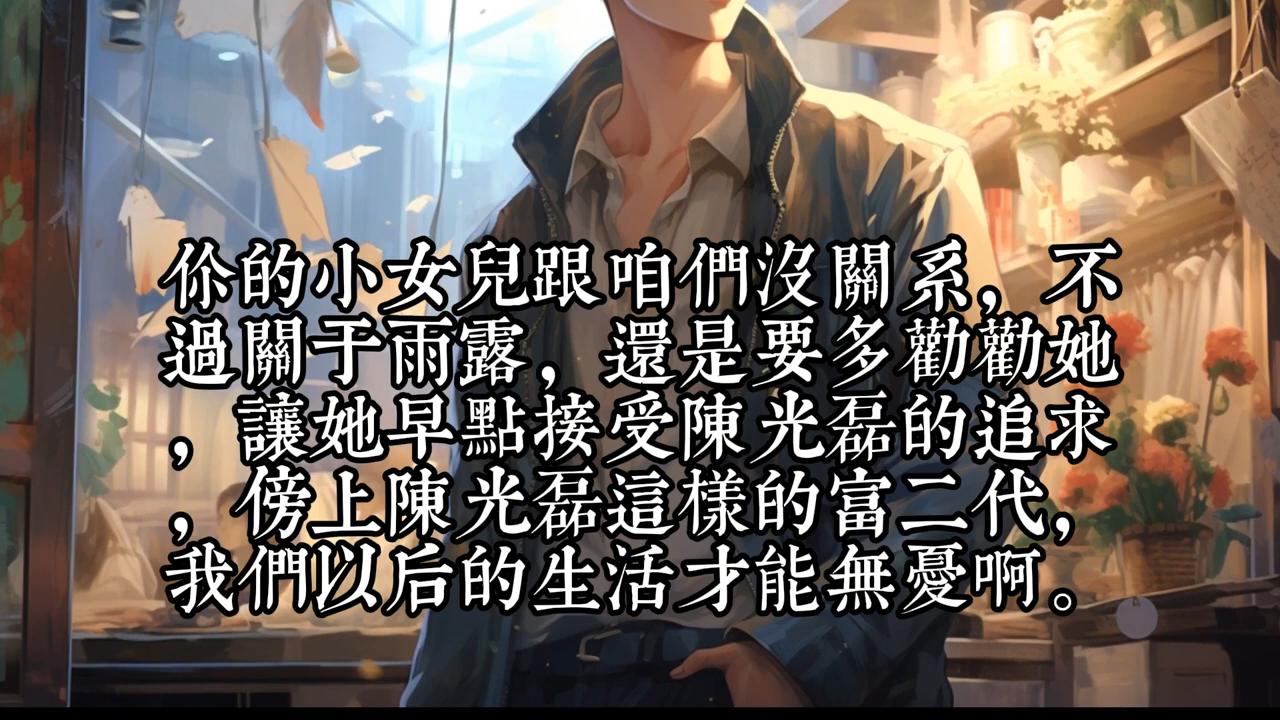 伱的小女兒跟咱們沒關系，不
過關于雨露，還是要多勸勸她
，讓她早點接受陳光磊的追求
，傍上陳光磊這樣的富二代，
我們以后的生活才能無憂啊。